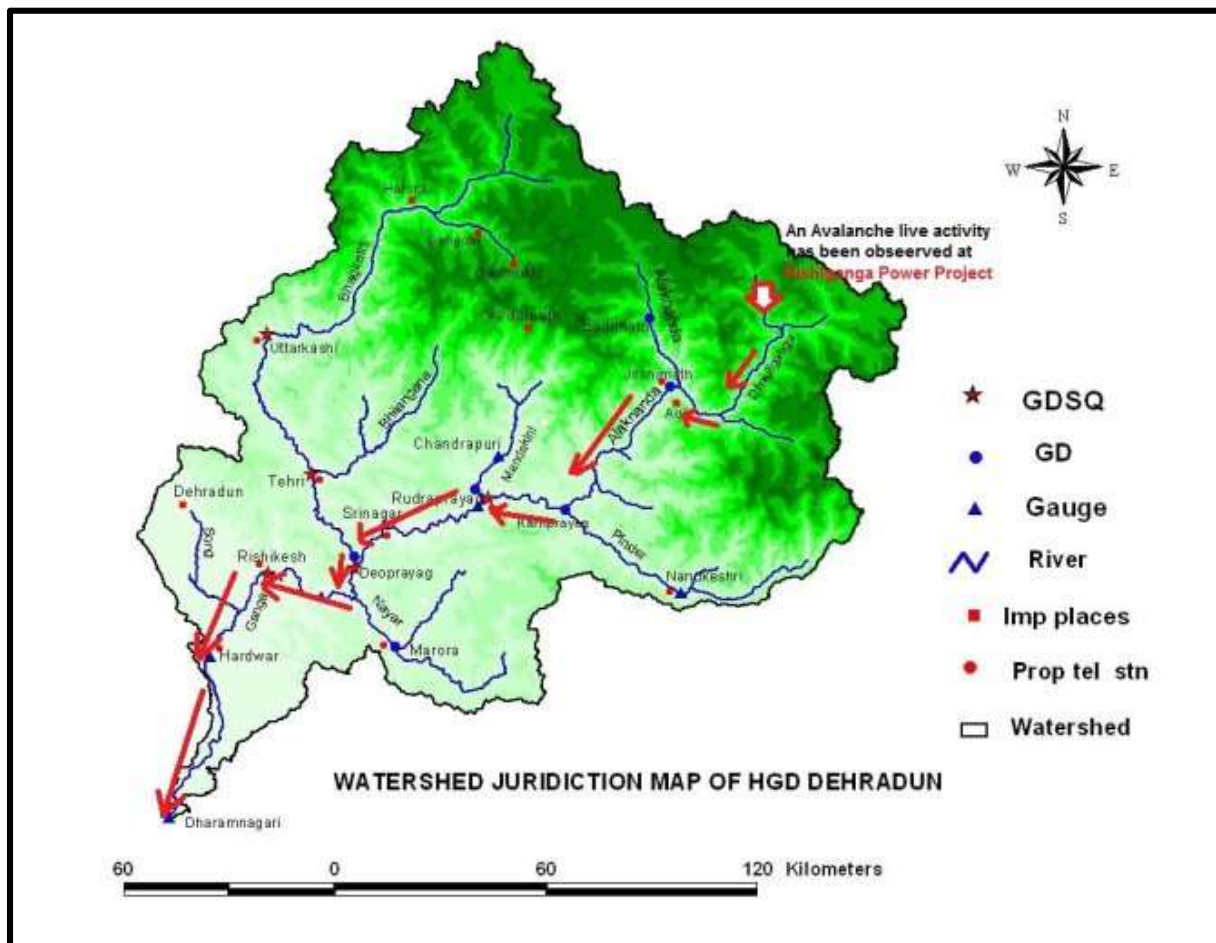 N
W
E
S
An Avalanche live activity
has been obseerved at
Rishiganga Power Project
Harsil
Bhagirathi
Alaknanda
Badrinath
Uttarkashi
Joshimath
Dhauliganga
Bhilangana
Alaknanda
Chandrapuri
Mandakini
Tehri
Rudraprayag
Dehradun
Srinagar
Karnprayag
Song
Rishikesh
Pinder
Deoprayag
Nandkeshri
Ganga
Nayar
Marora
Hardwar
Dharamnagari
GDSQ
GD
Gauge
River
Imp places
Prop tel stn
Watershed
WATERSHED JURIDICTION MAP OF HGD DEHRADUN
60 0 60 120 Kilometers